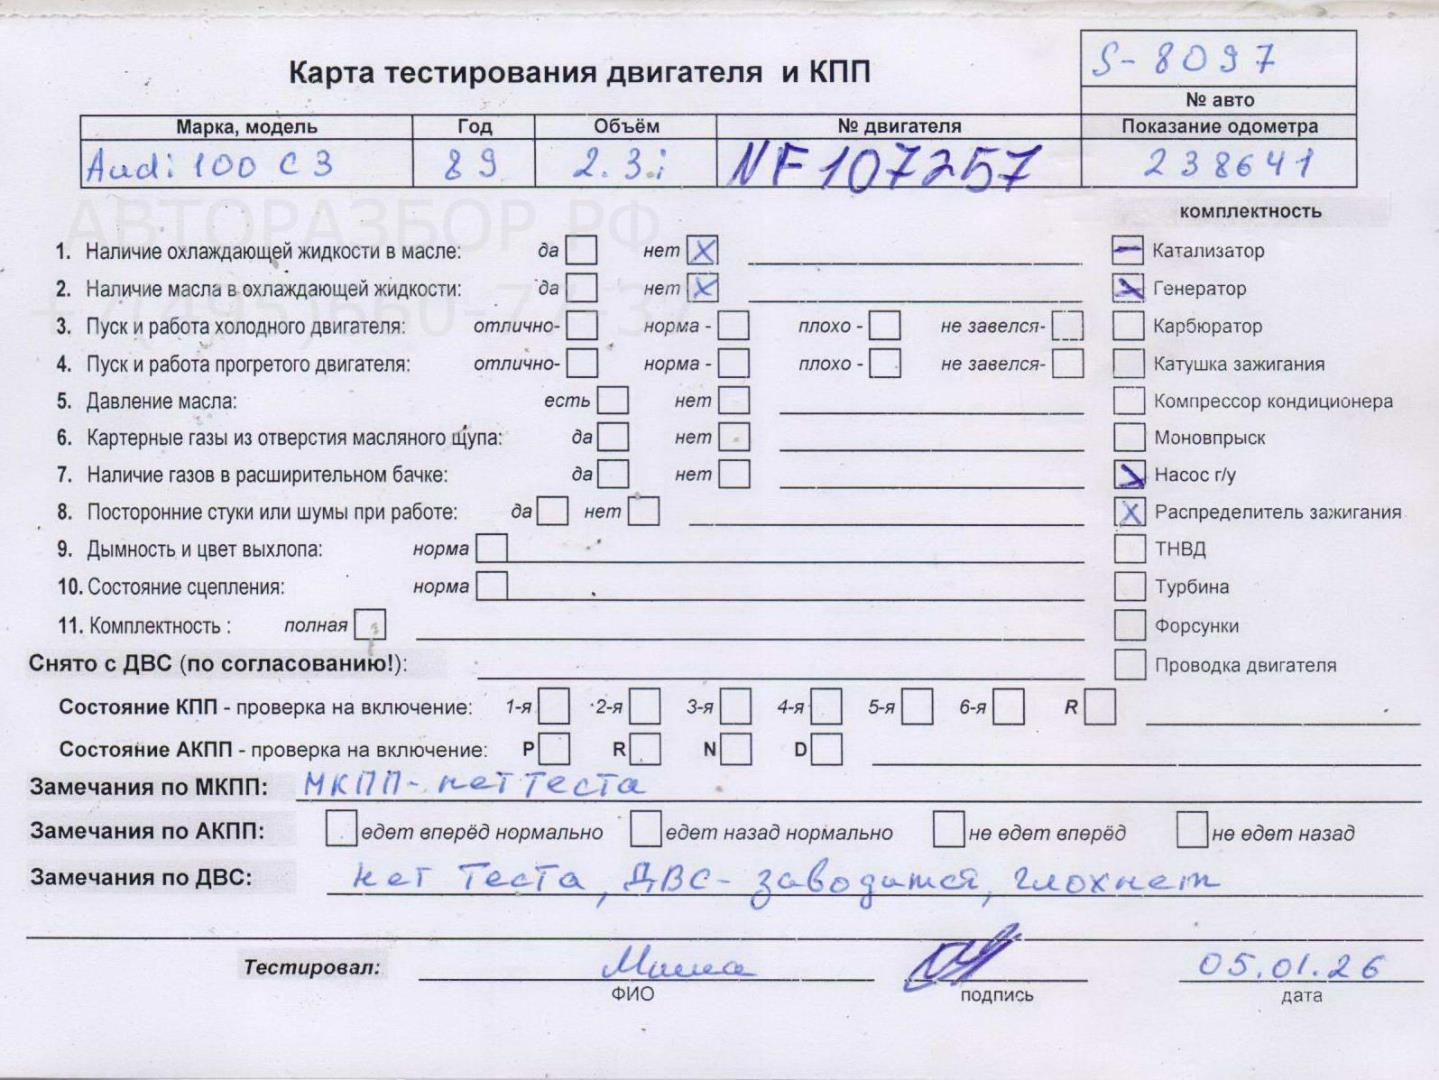 S-8097
Карта тестирования двигателя и КПП
№ авто
Марка, модель Год Объём № двигателя Показание одометра
Audi 100 C3 89 2.3i NF107257 238641
АВТОРАЗБОР.РФ
комплектность
1. Наличие охлаждающей жидкости в масле: да нет X Катализатор
+7(495)660-77-37
2. Наличие масла в охлаждающей жидкости: да нет X Генератор
3. Пуск и работа холодного двигателя: отлично- норма - плохо - не завелся- Карбюратор
4. Пуск и работа прогретого двигателя: отлично- норма - плохо - не завелся- Катушка зажигания
5. Давление масла: есть нет Компрессор кондиционера
6. Картерные газы из отверстия масляного щупа: да нет Моновпрыск
7. Наличие газов в расширительном бачке: да нет Насос г/у
8. Посторонние стуки или шумы при работе: да нет X Распределитель зажигания
9. Дымность и цвет выхлопа: норма ТНВД
10. Состояние сцепления: норма Турбина
11. Комплектность : полная Форсунки
Снято с ДВС (по согласованию!): Проводка двигателя
Состояние КПП - проверка на включение: 1-я 2-я 3-я 4-я 5-я 6-я R
Состояние АКПП - проверка на включение: P R N D
Замечания по МКПП: МКПП - нет теста
Замечания по АКПП: едет вперёд нормально едет назад нормально не едет вперёд не едет назад
Замечания по ДВС: нет теста, ДВС - заводится, глохнет
Тестировал: Миша 05.01.26
ФИО подпись дата